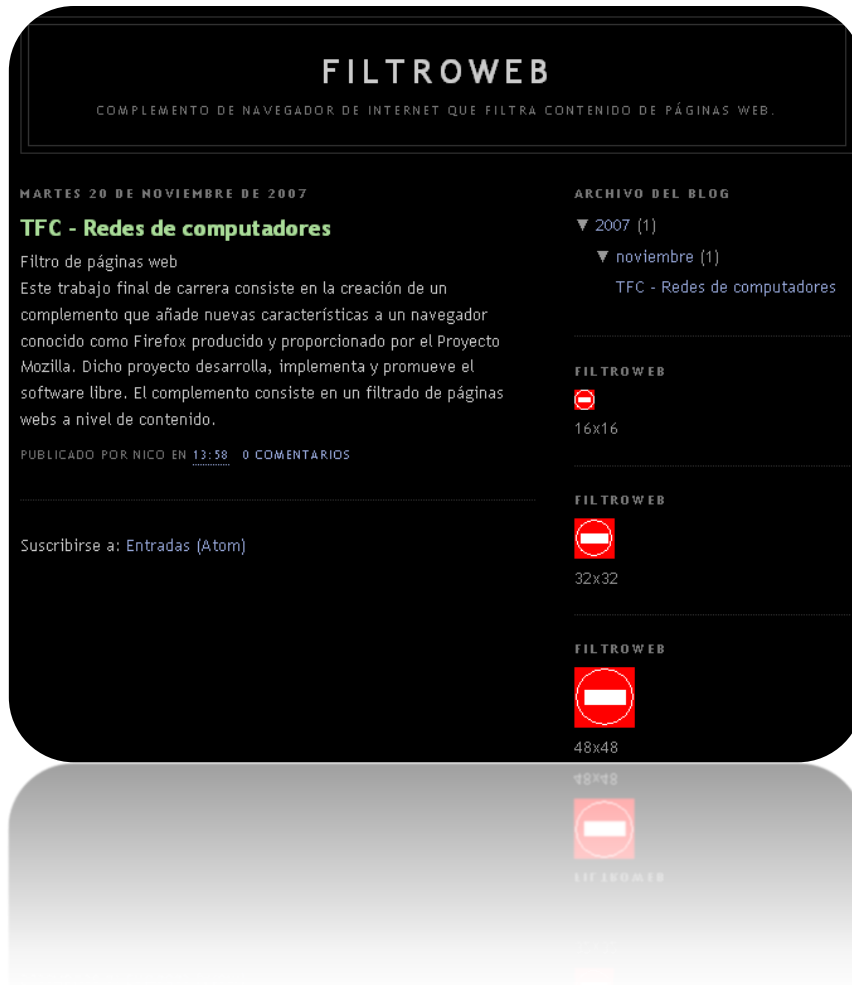 FILTROWEB
COMPLEMENTO DE NAVEGADOR DE INTERNET QUE FILTRA CONTENIDO DE PÁGINAS WEB.
MARTES 20 DE NOVIEMBRE DE 2007
TFC - Redes de computadores
Filtro de páginas web
Este trabajo final de carrera consiste en la creación de un
complemento que añade nuevas características a un navegador
conocido como Firefox producido y proporcionado por el Proyecto
Mozilla. Dicho proyecto desarrolla, implementa y promueve el
software libre. El complemento consiste en un filtrado de páginas
webs a nivel de contenido.
PUBLICADO POR NICO EN 13:58 0 COMENTARIOS
Suscribirse a: Entradas (Atom)
ARCHIVO DEL BLOG
▼ 2007 (1)
▼ noviembre (1)
TFC - Redes de computadores
FILTROWEB
16x16
FILTROWEB
32x32
FILTROWEB
48x48
48x48
FILTROWEB